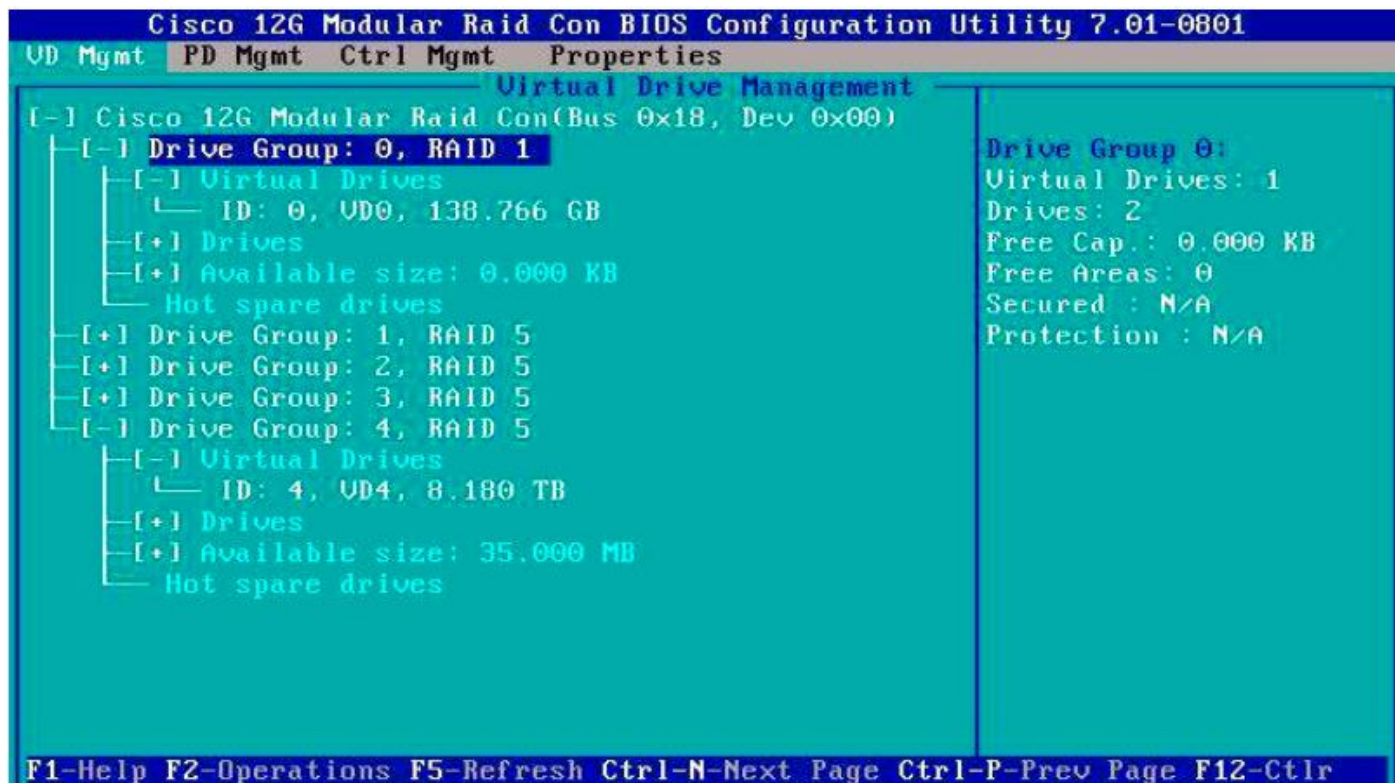 Cisco 12G Modular Raid Con BIOS Configuration Utility 7.01-0801
VD Mgmt PD Mgmt Ctrl Mgmt Properties
Virtual Drive Management
[-] Cisco 12G Modular Raid Con(Bus 0x18, Dev 0x00)
[-] Drive Group: 0, RAID 1
[-] Virtual Drives
ID: 0, VD0, 138.766 GB
[+] Drives
[+] Available size: 0.000 KB
Hot spare drives
[+] Drive Group: 1, RAID 5
[+] Drive Group: 2, RAID 5
[+] Drive Group: 3, RAID 5
[-] Drive Group: 4, RAID 5
[-] Virtual Drives
ID: 4, VD4, 8.180 TB
[+] Drives
[+] Available size: 35.000 MB
Hot spare drives
Drive Group 0:
Virtual Drives: 1
Drives: 2
Free Cap.: 0.000 KB
Free Areas: 0
Secured : N/A
Protection : N/A
F1-Help F2-Operations F5-Refresh Ctrl-N-Next Page Ctrl-P-Prev Page F12-Ctlr